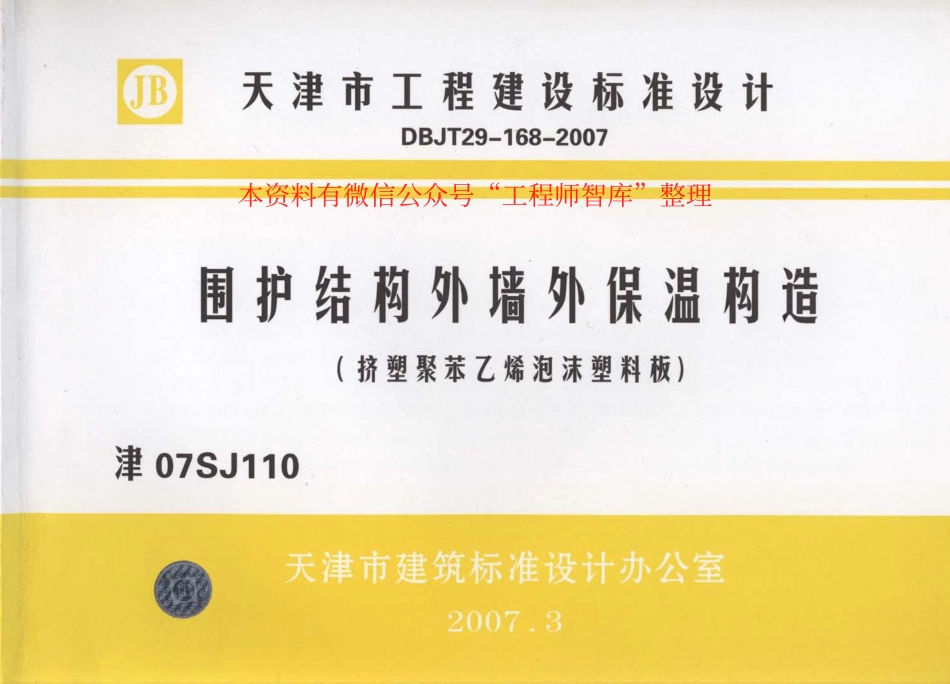 JB
天津市工程建设标准设计
DBJT29-168-2007
本资料有微信公众号“工程师智库”整理
围护结构外墙外保温构造
(挤塑聚苯乙烯泡沫塑料板)
津 07SJ110
天津市建筑标准设计办公室
2007.3